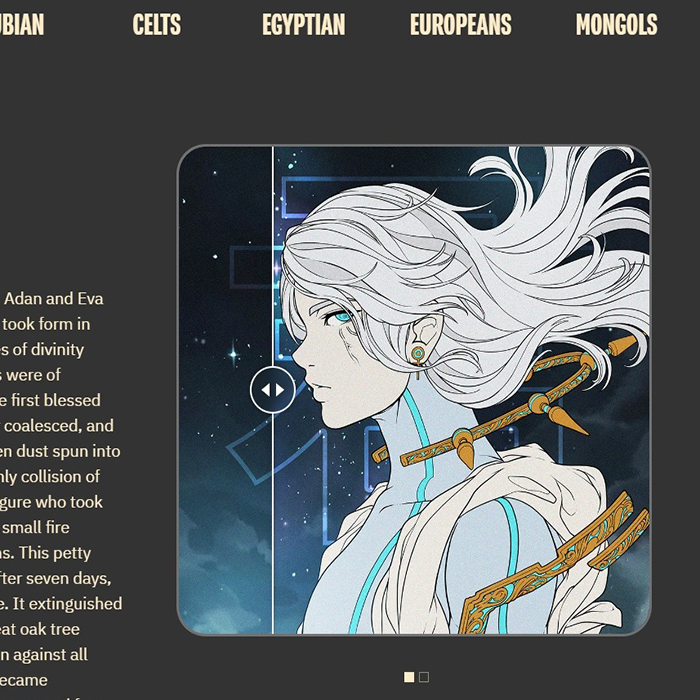 UBIAN CELTS EGYPTIAN EUROPEANS MONGOLS
Adan and Eva
took form in
s of divinity
were of
e first blessed
coalesced, and
en dust spun into
nly collision of
gure who took
small fire
s. This petty
fter seven days,
e. It extinguished
eat oak tree
n against all
ecame